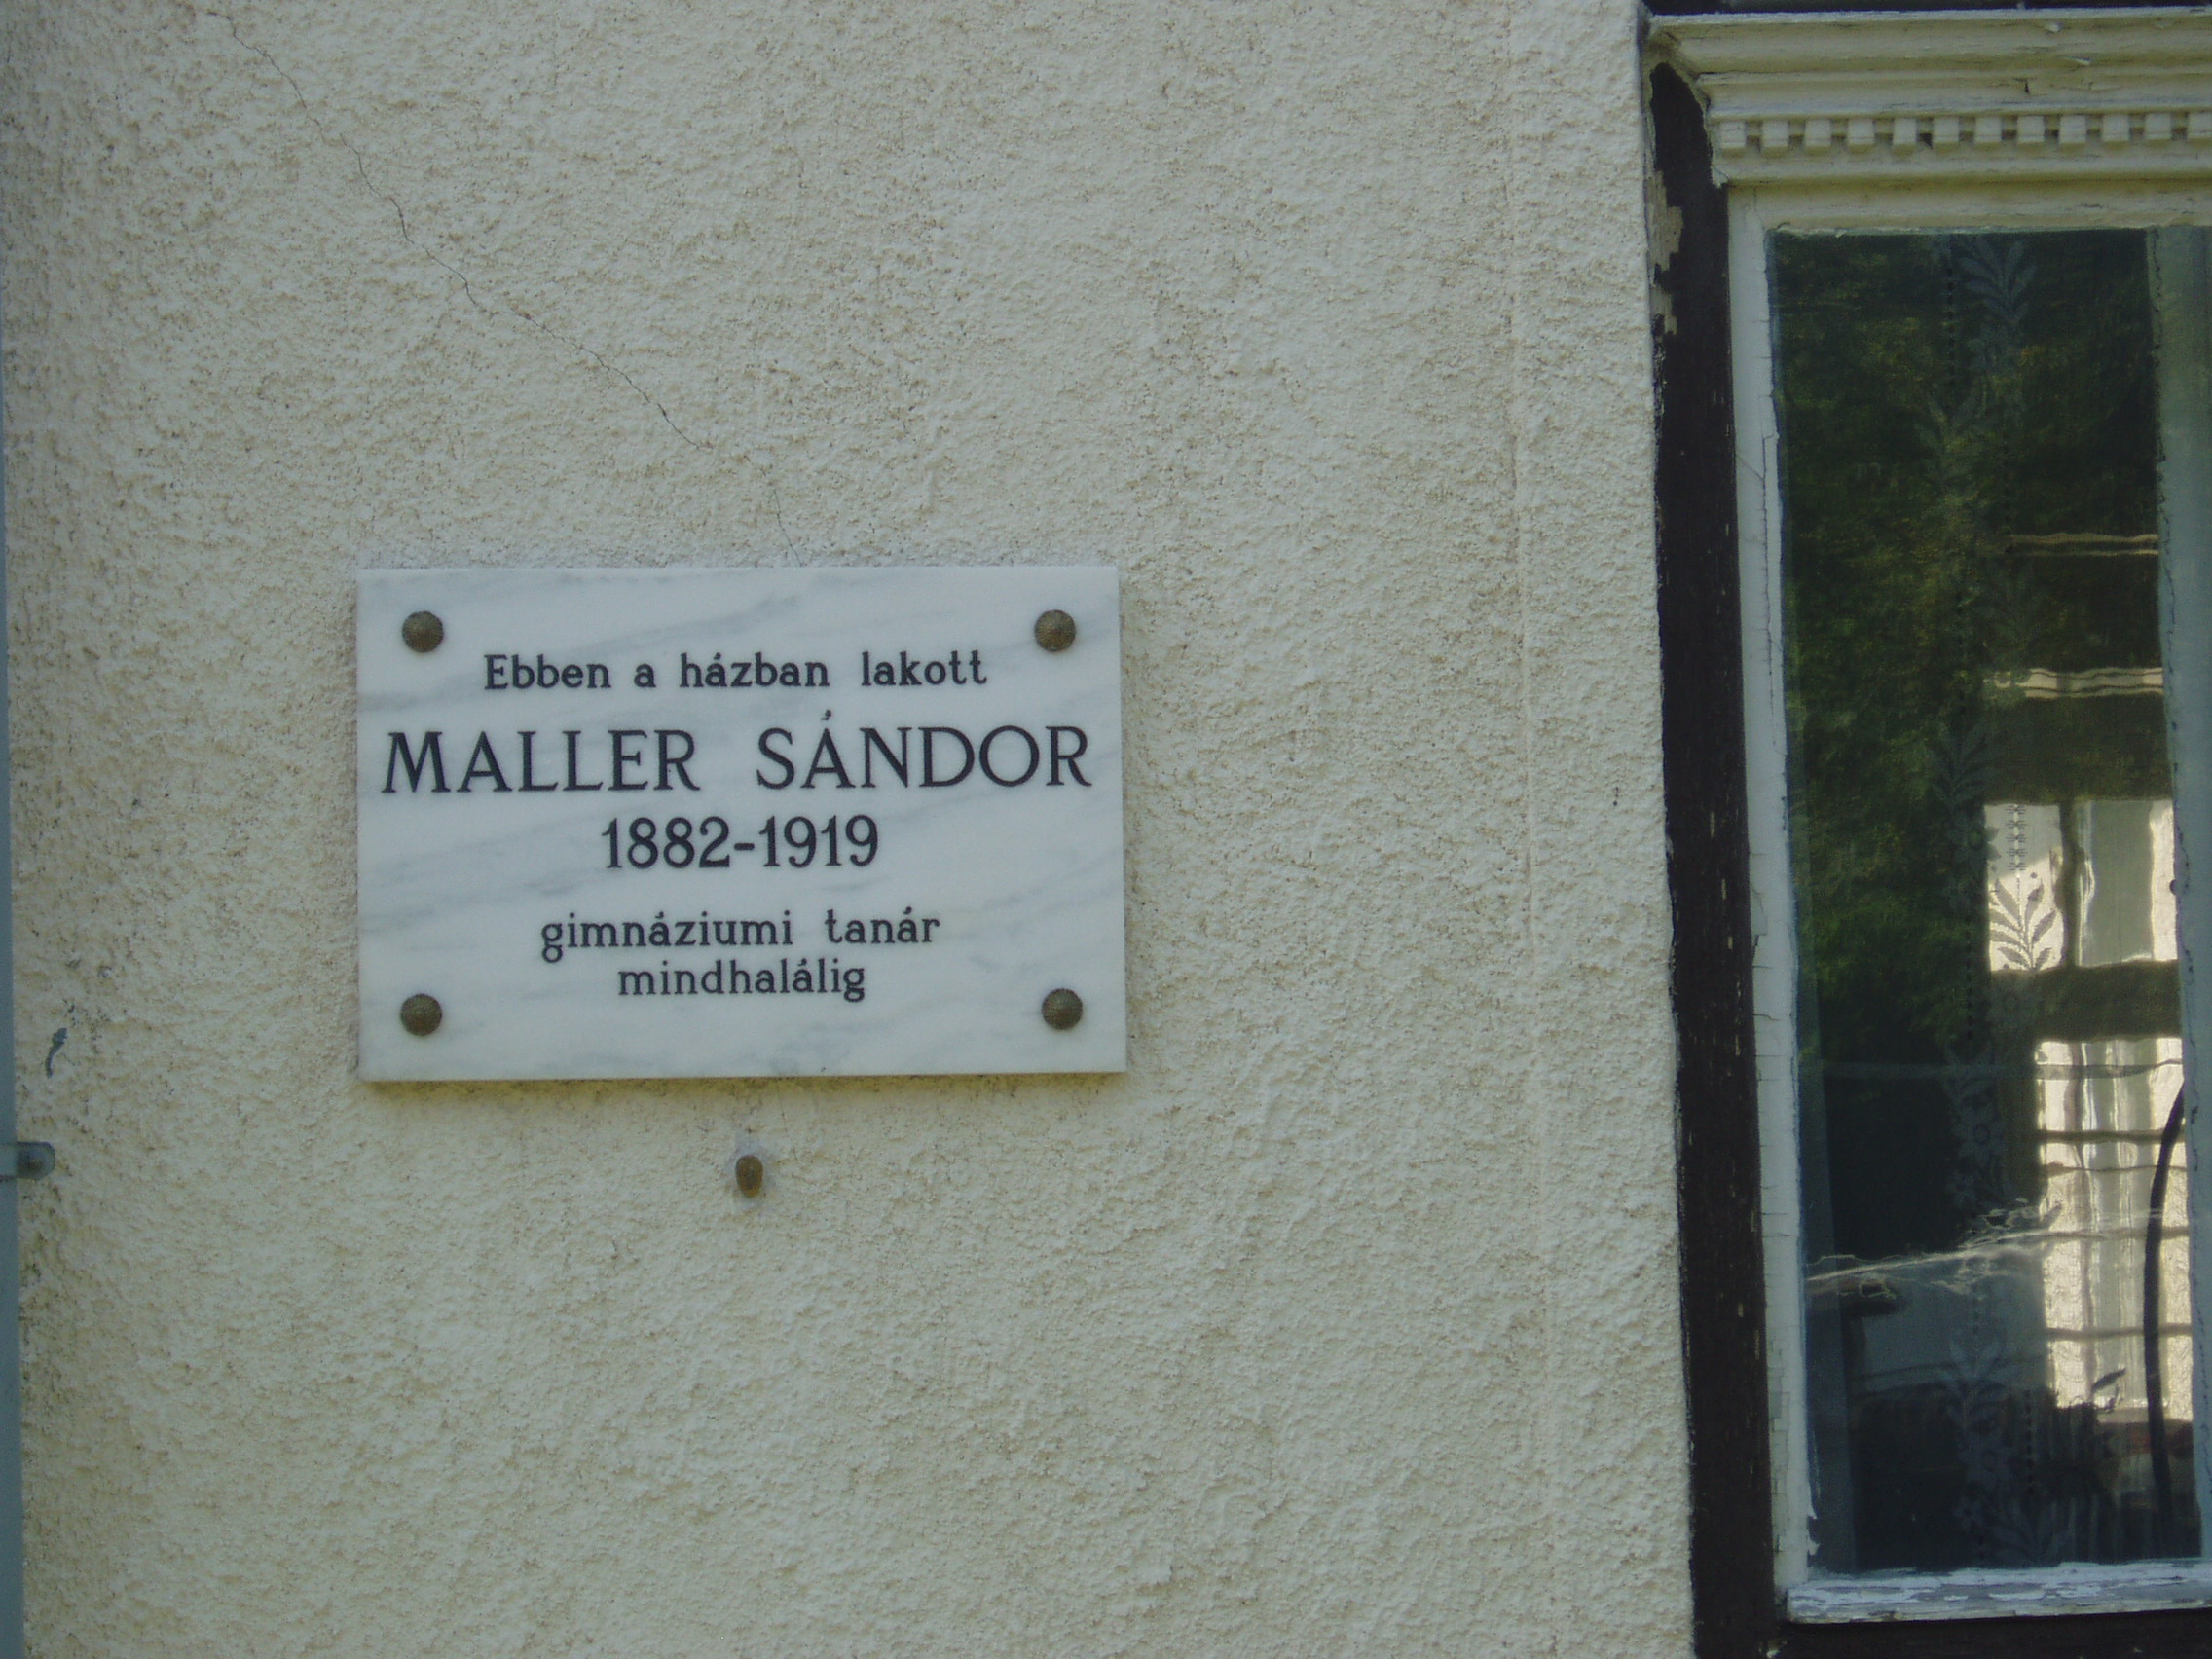 Ebben a házban lakott
MALLER SÁNDOR
1882-1919
gimnáziumi tanár
mindhalálig